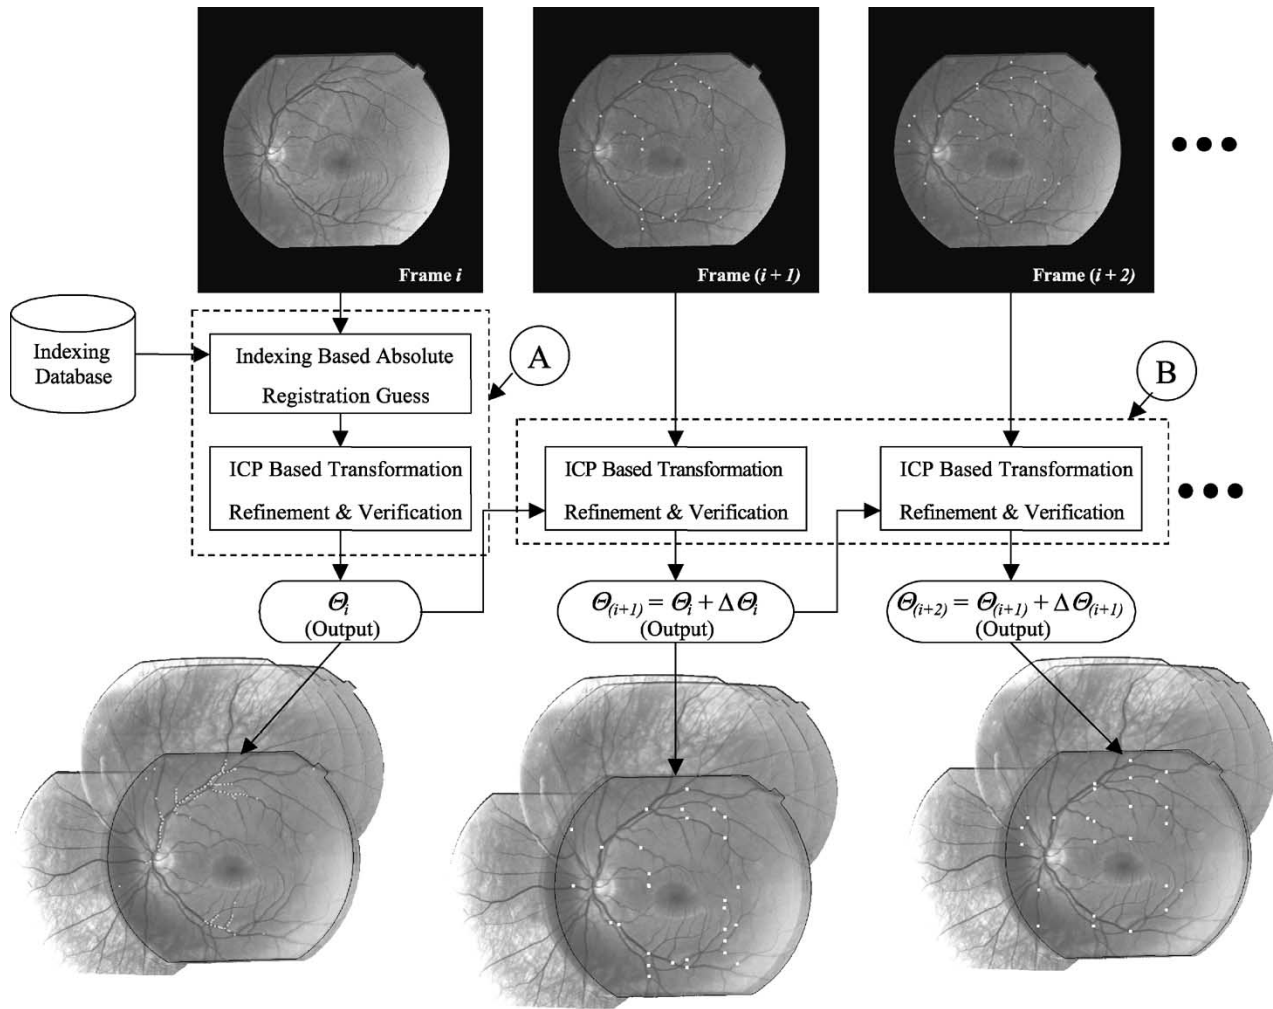 Frame i
Frame (i + 1)
Frame (i + 2)
Indexing
Database
Indexing Based Absolute
Registration Guess
A
B
ICP Based Transformation
Refinement & Verification
ICP Based Transformation
Refinement & Verification
ICP Based Transformation
Refinement & Verification
Θi
(Output)
Θ(i+1) = Θi + ΔΘi
(Output)
Θ(i+2) = Θ(i+1) + ΔΘ(i+1)
(Output)